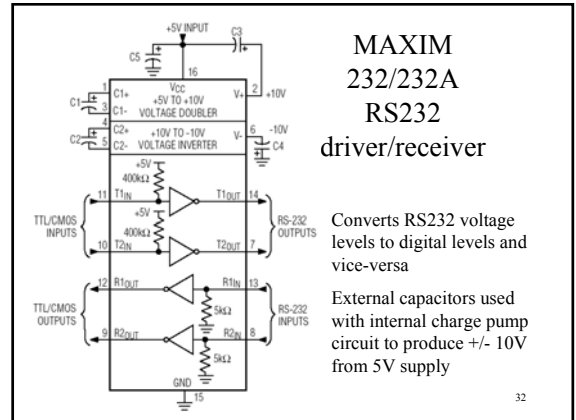 +5V INPUT
C3
C5
16
1
C1+
VCC
V+
2
+10V
C1
3
C1-
+5V TO +10V
VOLTAGE DOUBLER
4
C2+
+10V TO -10V
V-
6
-10V
C2
5
C2-
VOLTAGE INVERTER
C4
+5V
400kΩ
11
T1IN
T1OUT
14
+5V
TTL/CMOS
INPUTS
400kΩ
RS-232
OUTPUTS
10
T2IN
T2OUT
7
12
R1OUT
R1IN
13
TTL/CMOS
OUTPUTS
5kΩ
RS-232
INPUTS
9
R2OUT
R2IN
8
5kΩ
GND
15
MAXIM
232/232A
RS232
driver/receiver
Converts RS232 voltage
levels to digital levels and
vice-versa
External capacitors used
with internal charge pump
circuit to produce +/- 10V
from 5V supply
32